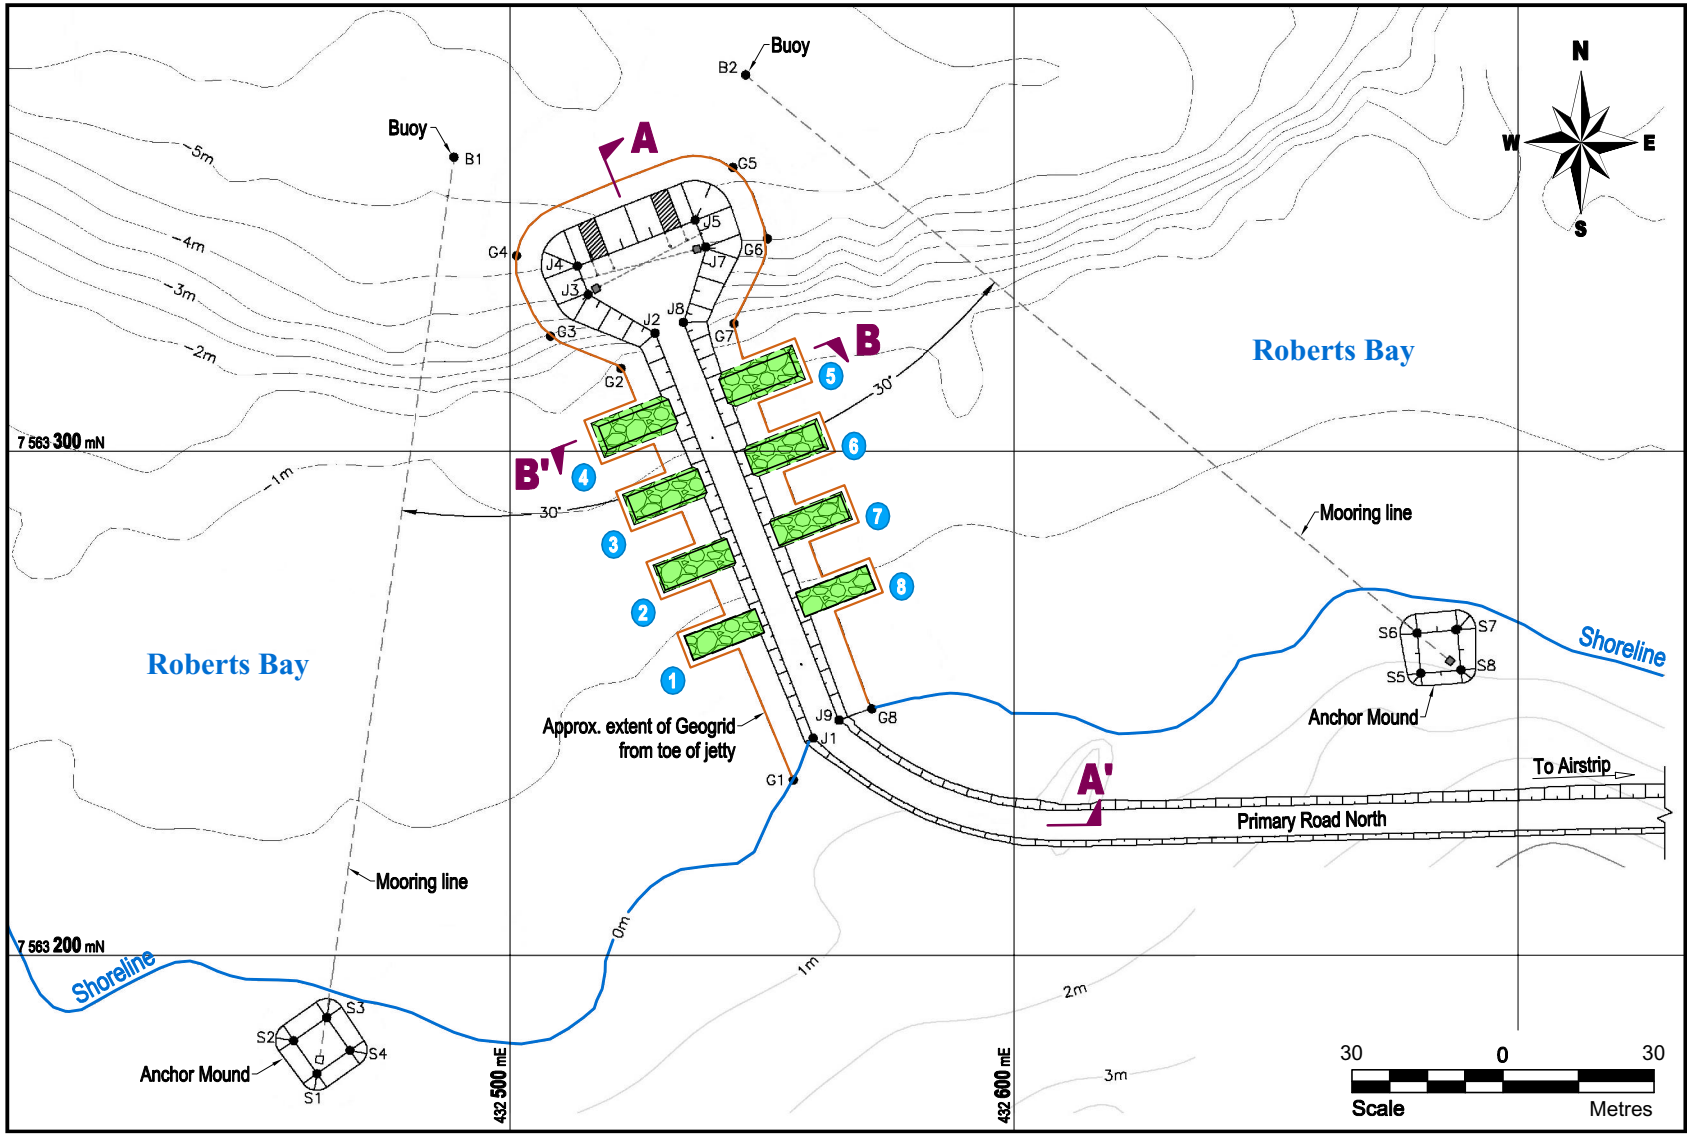 Buoy
B2
N
W
E
S
Buoy
B1
A
G5
-5m
J5
G4
-4m
J4
J7
G6
-3m
J3
J8
G3
J2
G7
B
-2m
Roberts Bay
G2
5
30°
7 563 300 mN
6
B'
4
-1m
30°
7
Mooring line
3
8
2
S6
S7
Shoreline
Roberts Bay
S5
S8
1
J9
G8
Anchor Mound
Approx. extent of Geogrid
from toe of jetty
J1
G1
A'
To Airstrip
Primary Road North
Mooring line
0m
7 563 200 mN
Shoreline
1m
2m
S3
S2
S4
Anchor Mound
S1
3m
432 500 mE
432 600 mE
30 0 30
Scale Metres